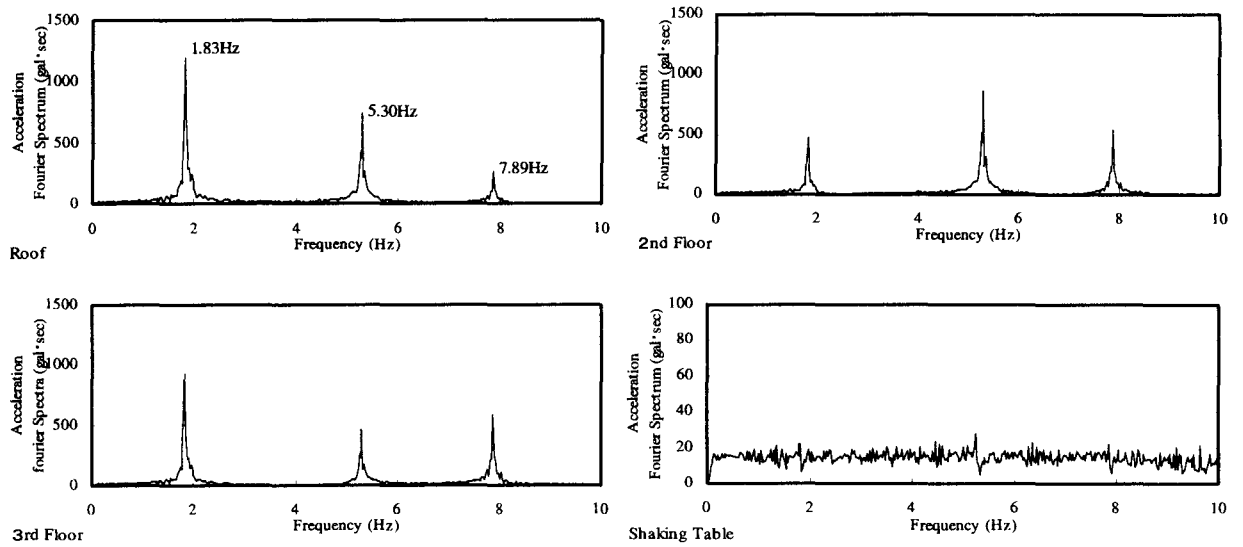 1500
1000
500
0
Acceleration
Fourier Spectrum (gal·sec)
1.83Hz
5.30Hz
7.89Hz
0 2 4 6 8 10
Frequency (Hz)
Roof
1500
1000
500
0
Acceleration
Fourier Spectrum (gal·sec)
0 2 4 6 8 10
Frequency (Hz)
2nd Floor
1500
1000
500
0
Acceleration
fourier Spectra (gal·sec)
0 2 4 6 8 10
Frequency (Hz)
3rd Floor
100
80
60
40
20
0
Acceleration
Fourier Spectrum (gal·sec)
0 2 4 6 8 10
Frequency (Hz)
Shaking Table